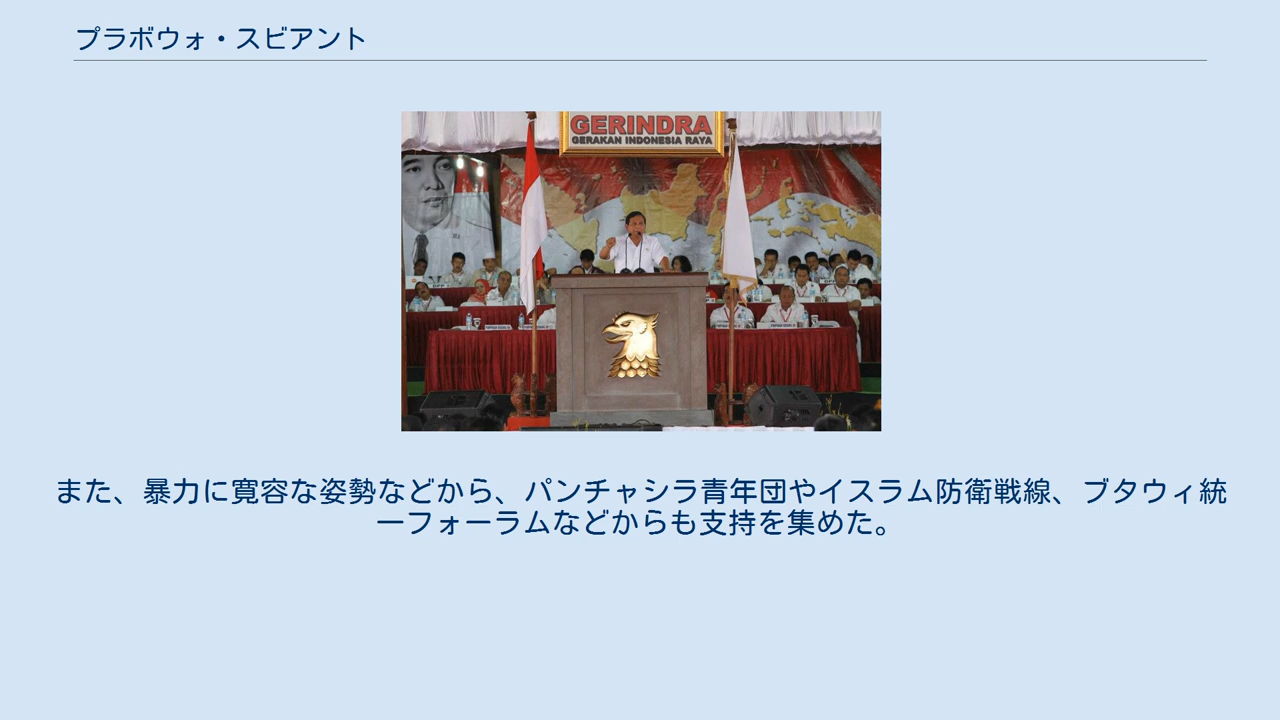 プラボウォ・スビアント
GERINDRA
GERAKAN INDONESIA RAYA
また、暴力に寛容な姿勢などから、パンチャシラ青年団やイスラム防衛戦線、ブタウィ統
一フォーラムなどからも支持を集めた。